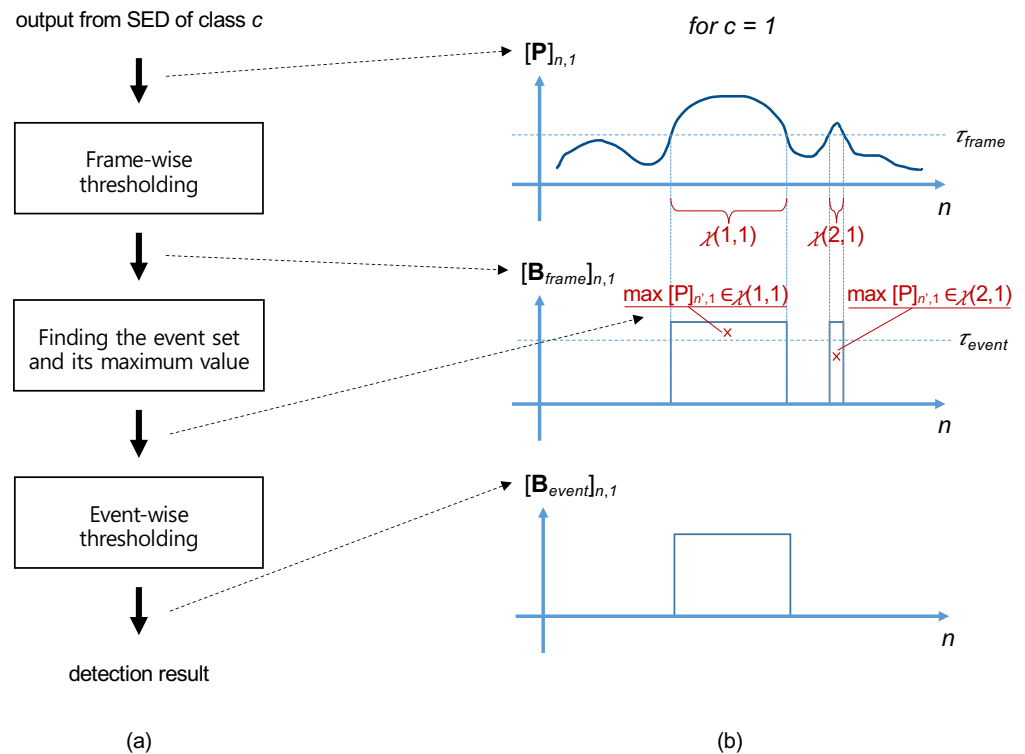 output from SED of class c
Frame-wise
thresholding
Finding the event set
and its maximum value
Event-wise
thresholding
detection result
(a)
for c = 1
[P]n,1
τframe
n
χ(1,1)
χ(2,1)
[Bframe]n,1
max [P]n',1 ∈ χ(1,1)
max [P]n',1 ∈ χ(2,1)
×
×
τevent
n
[Bevent]n,1
n
(b)